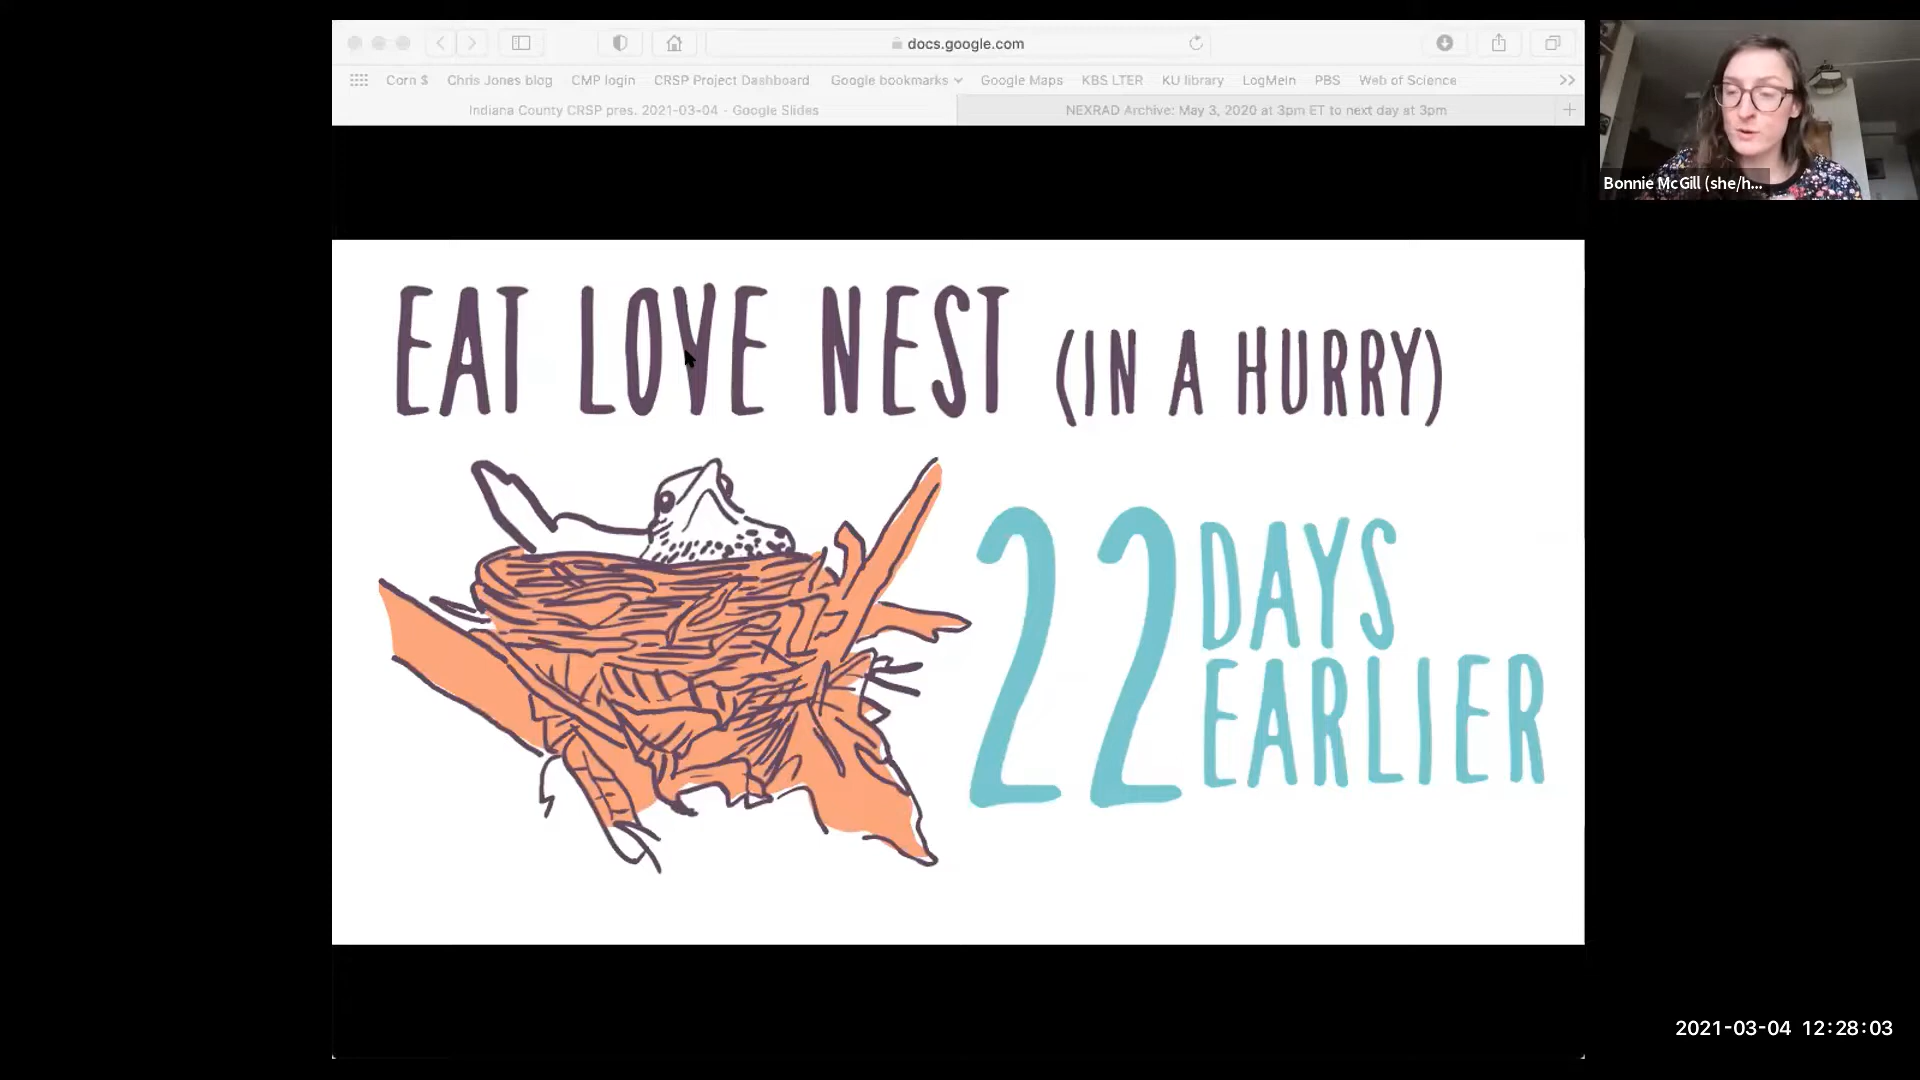 docs.google.com
Corn $ Chris Jones blog CMP login CRSP Project Dashboard Google bookmarks Google Maps KBS LTER KU library LogMeIn PBS Web of Science
Indiana County CRSP pres. 2021-03-04 - Google Slides NEXRAD Archive: May 3, 2020 at 3pm ET to next day at 3pm
Bonnie McGill (she/h...
EAT LOVE NEST (IN A HURRY)
22 DAYS
EARLIER
2021-03-04 12:28:03